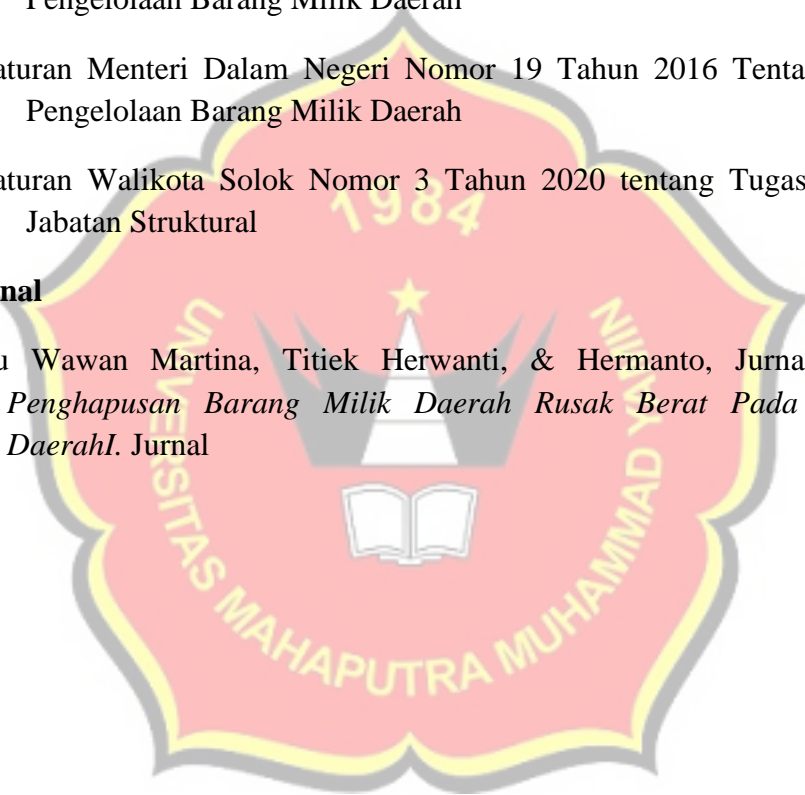 Pengelolaan Barang Milik Daerah
aturan Menteri Dalam Negeri Nomor 19 Tahun 2016 Tenta
Pengelolaan Barang Milik Daerah
aturan Walikota Solok Nomor 3 Tahun 2020 tentang Tugas
Jabatan Struktural
nal
u Wawan Martina, Titiek Herwanti, & Hermanto, Jurna
Penghapusan Barang Milik Daerah Rusak Berat Pada
DaerahI. Jurnal
1984
UNIVERSITAS MAHAPUTRA MUHAMMAD YAMIN